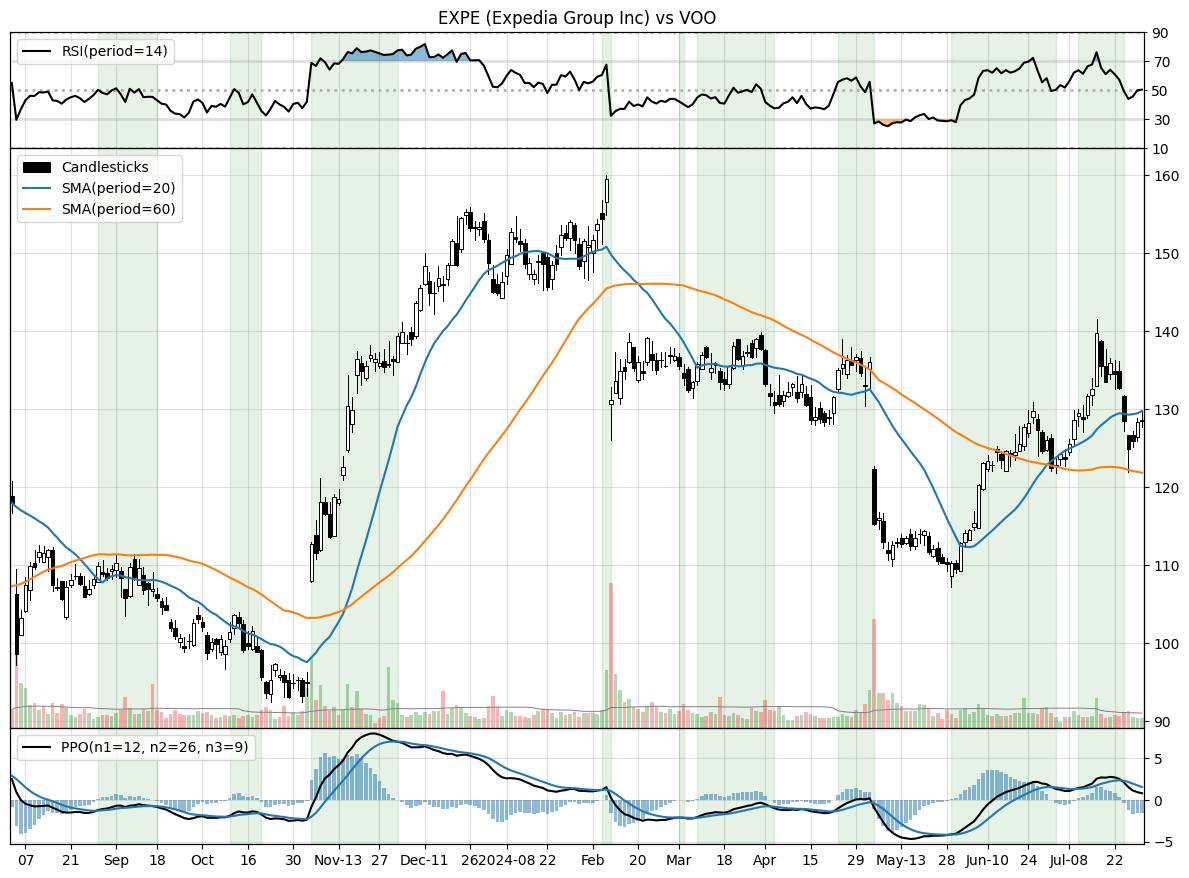 EXPE (Expedia Group Inc) vs VOO
RSI(period=14)
90
70
50
30
10
Candlesticks
SMA(period=20)
SMA(period=60)
160
150
140
130
120
110
100
90
PPO(n1=12, n2=26, n3=9)
5
0
−5
07 21 Sep 18 Oct 16 30 Nov-13 27 Dec-11 26 2024-08 22 Feb 20 Mar 18 Apr 15 29 May-13 28 Jun-10 24 Jul-08 22